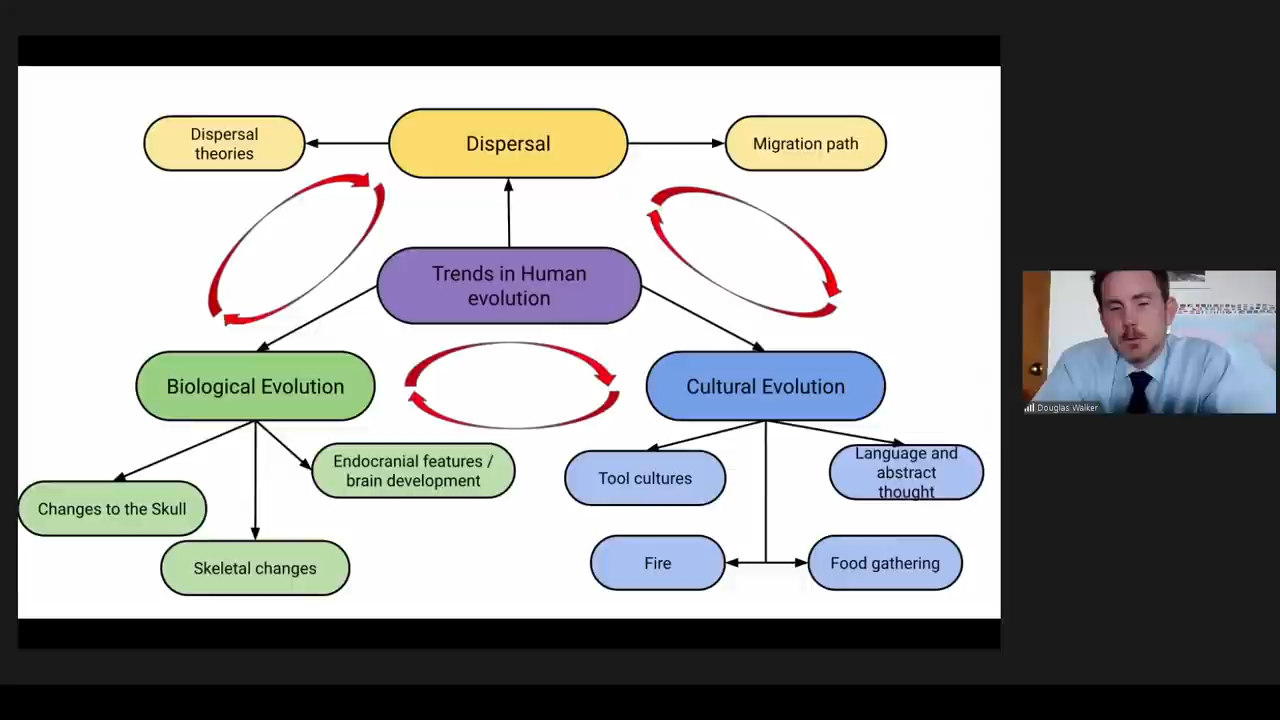 Dispersal
theories
Dispersal
Migration path
Trends in Human
evolution
Biological Evolution
Cultural Evolution
Endocranial features /
brain development
Changes to the Skull
Skeletal changes
Tool cultures
Language and
abstract
thought
Fire
Food gathering
Douglas Walker